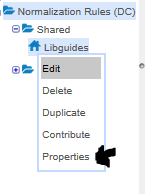 Normalization Rules (DC)
Shared
Libguides
Edit
Delete
Duplicate
Contribute
Properties